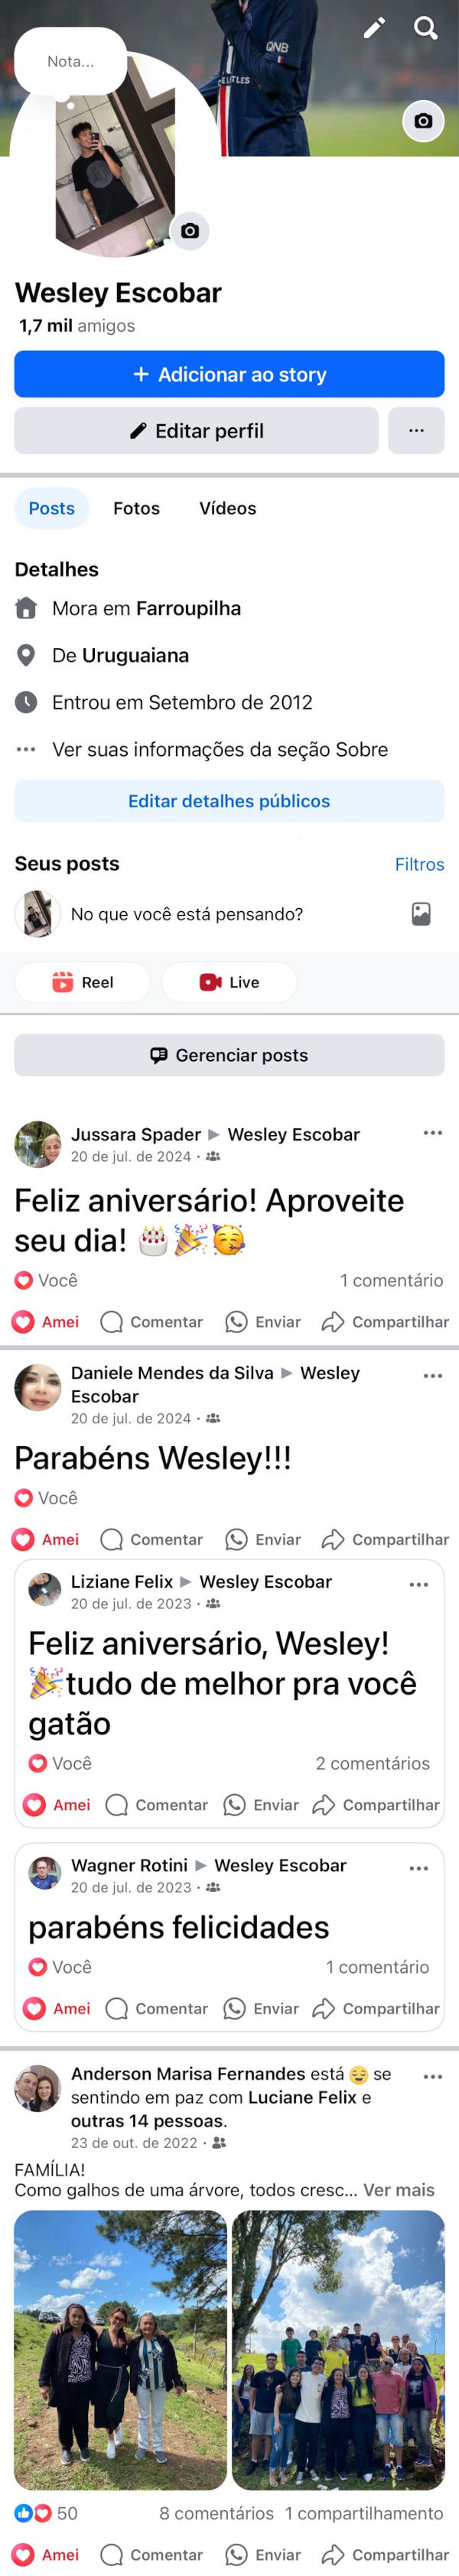 QNB
Nota...
Wesley Escobar
1,7 mil amigos
+ Adicionar ao story
Editar perfil
Posts Fotos Vídeos
Detalhes
Mora em Farroupilha
De Uruguaiana
Entrou em Setembro de 2012
Ver suas informações da seção Sobre
Editar detalhes públicos
Seus posts Filtros
No que você está pensando?
Reel Live
Gerenciar posts
Jussara Spader ▶ Wesley Escobar
20 de jul. de 2024 ·
Feliz aniversário! Aproveite
seu dia! 🎂🎉🥳
Você 1 comentário
Amei Comentar Enviar Compartilhar
Daniele Mendes da Silva ▶ Wesley
Escobar
20 de jul. de 2024 ·
Parabéns Wesley!!!
Você
Amei Comentar Enviar Compartilhar
Liziane Felix ▶ Wesley Escobar
20 de jul. de 2023 ·
Feliz aniversário, Wesley!
🎉tudo de melhor pra você
gatão
Você 2 comentários
Amei Comentar Enviar Compartilhar
Wagner Rotini ▶ Wesley Escobar
20 de jul. de 2023 ·
parabéns felicidades
Você 1 comentário
Amei Comentar Enviar Compartilhar
Anderson Marisa Fernandes está 😌 se
sentindo em paz com Luciane Felix e
outras 14 pessoas.
23 de out. de 2022 ·
FAMÍLIA!
Como galhos de uma árvore, todos cresc... Ver mais
50 8 comentários 1 compartilhamento
Amei Comentar Enviar Compartilhar